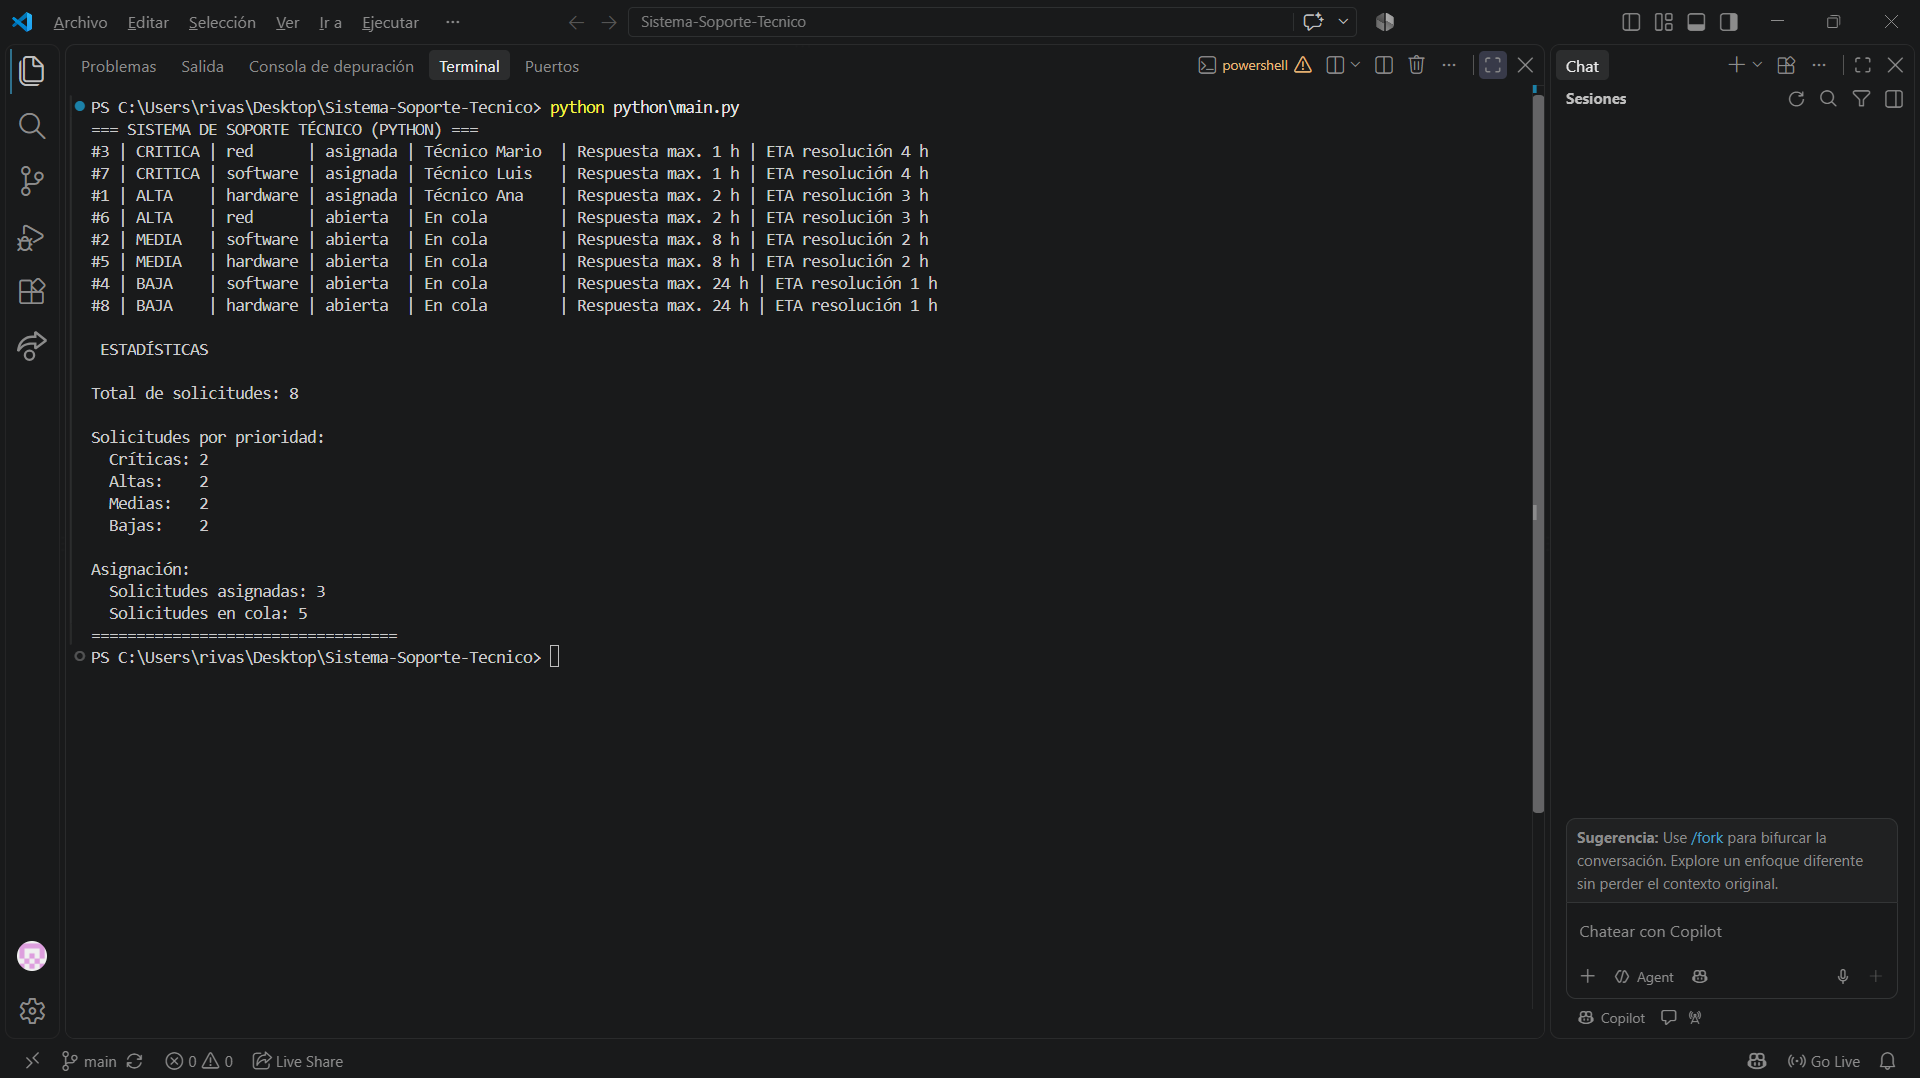 Archivo Editar Selección Ver Ir a Ejecutar ··· Sistema-Soporte-Tecnico
Problemas Salida Consola de depuración Terminal Puertos powershell
PS C:\Users\rivas\Desktop\Sistema-Soporte-Tecnico> python python\main.py
=== SISTEMA DE SOPORTE TÉCNICO (PYTHON) ===
#3 | CRITICA | red      | asignada | Técnico Mario  | Respuesta max. 1 h | ETA resolución 4 h
#7 | CRITICA | software | asignada | Técnico Luis   | Respuesta max. 1 h | ETA resolución 4 h
#1 | ALTA    | hardware | asignada | Técnico Ana    | Respuesta max. 2 h | ETA resolución 3 h
#6 | ALTA    | red      | abierta  | En cola        | Respuesta max. 2 h | ETA resolución 3 h
#2 | MEDIA   | software | abierta  | En cola        | Respuesta max. 8 h | ETA resolución 2 h
#5 | MEDIA   | hardware | abierta  | En cola        | Respuesta max. 8 h | ETA resolución 2 h
#4 | BAJA    | software | abierta  | En cola        | Respuesta max. 24 h | ETA resolución 1 h
#8 | BAJA    | hardware | abierta  | En cola        | Respuesta max. 24 h | ETA resolución 1 h
ESTADÍSTICAS
Total de solicitudes: 8
Solicitudes por prioridad:
Críticas: 2
Altas:    2
Medias:   2
Bajas:    2
Asignación:
Solicitudes asignadas: 3
Solicitudes en cola: 5
==================================
PS C:\Users\rivas\Desktop\Sistema-Soporte-Tecnico>
Chat
Sesiones
Sugerencia: Use /fork para bifurcar la
conversación. Explore un enfoque diferente
sin perder el contexto original.
Chatear con Copilot
Agent
Copilot
main 0 0 Live Share Go Live